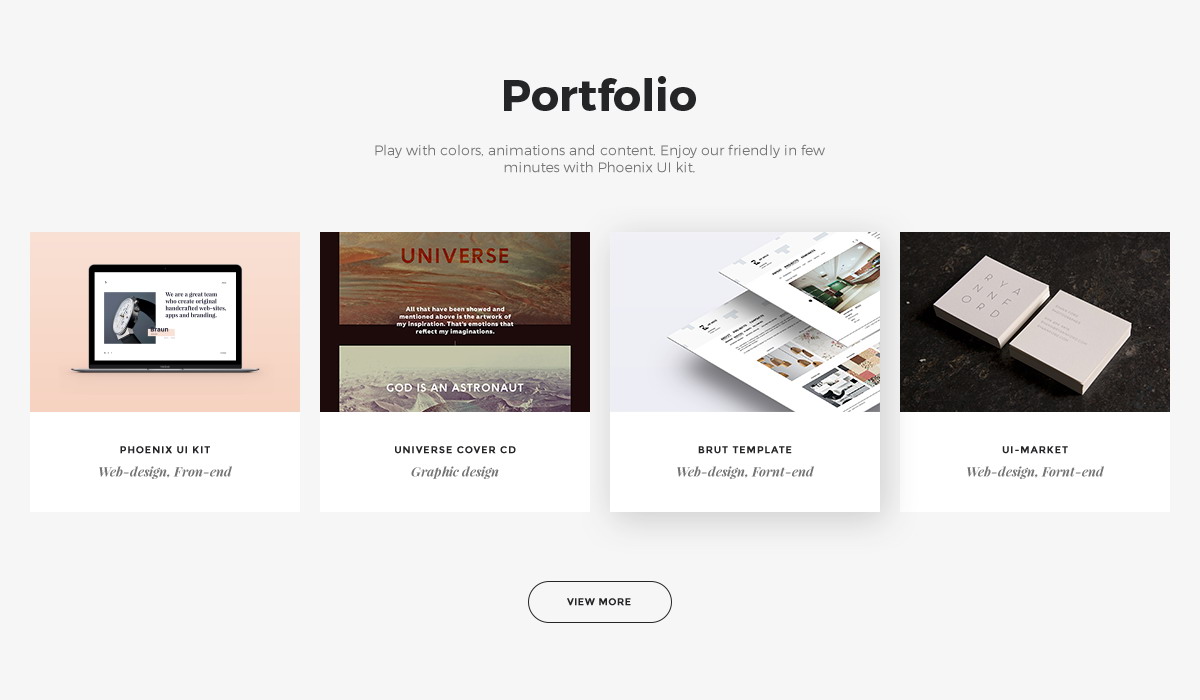 Portfolio
Play with colors, animations and content. Enjoy our friendly in few
minutes with Phoenix UI kit.
We are a great team
who create original
handcrafted web-sites,
apps and branding.
Braun
UNIVERSE
All that have been showed and
mentioned above is the artwork of
my inspiration. That's emotions that
reflect my imaginations.
GOD IS AN ASTRONAUT
RYA
NNF
ORD
PHOENIX UI KIT
Web-design, Fron-end
UNIVERSE COVER CD
Graphic design
BRUT TEMPLATE
Web-design, Fornt-end
UI-MARKET
Web-design, Fornt-end
VIEW MORE